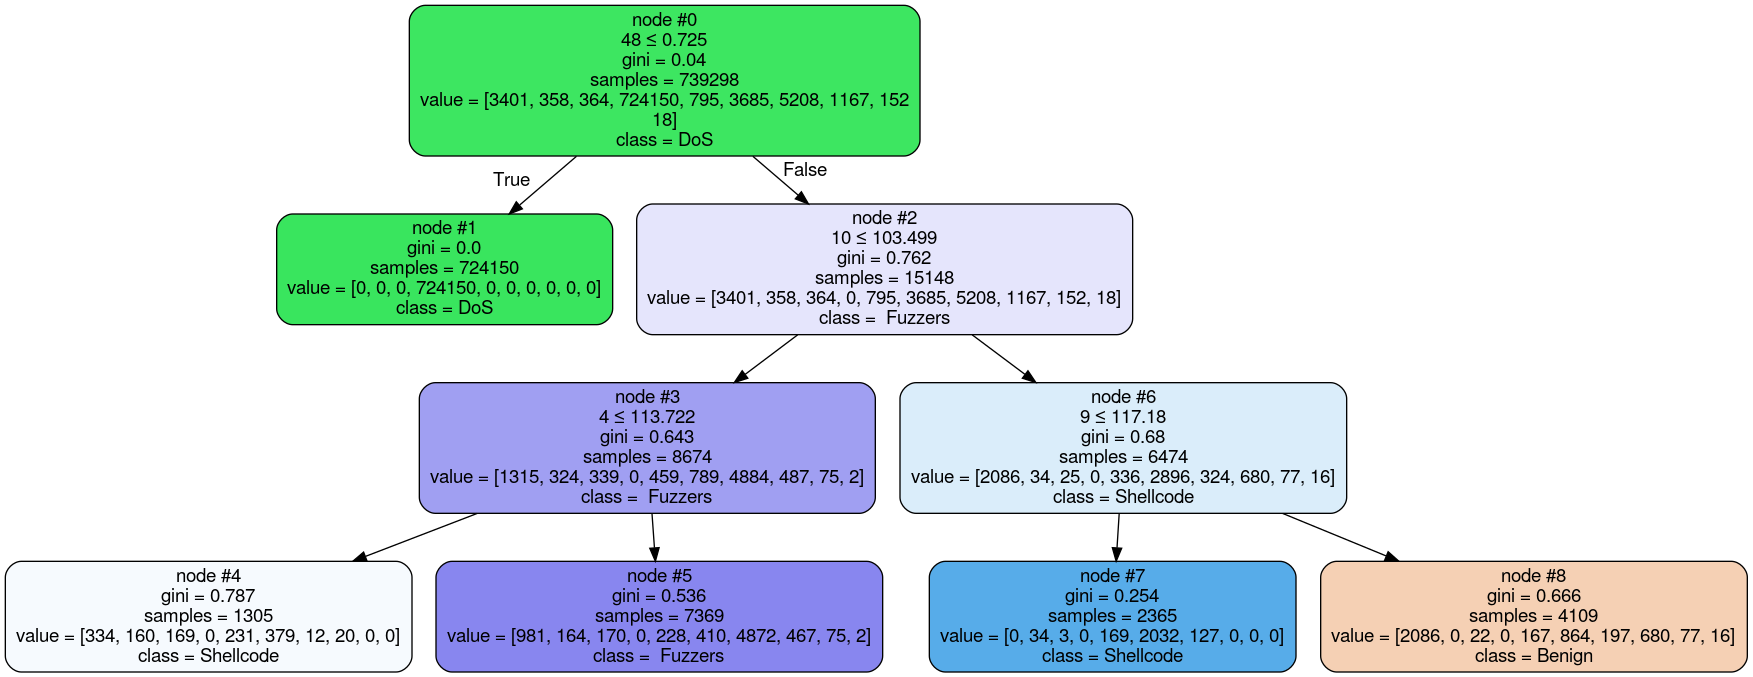 node #0
48 ≤ 0.725
gini = 0.04
samples = 739298
value = [3401, 358, 364, 724150, 795, 3685, 5208, 1167, 152
18]
class = DoS
True
False
node #1
gini = 0.0
samples = 724150
value = [0, 0, 0, 724150, 0, 0, 0, 0, 0, 0]
class = DoS
node #2
10 ≤ 103.499
gini = 0.762
samples = 15148
value = [3401, 358, 364, 0, 795, 3685, 5208, 1167, 152, 18]
class =  Fuzzers
node #3
4 ≤ 113.722
gini = 0.643
samples = 8674
value = [1315, 324, 339, 0, 459, 789, 4884, 487, 75, 2]
class =  Fuzzers
node #6
9 ≤ 117.18
gini = 0.68
samples = 6474
value = [2086, 34, 25, 0, 336, 2896, 324, 680, 77, 16]
class = Shellcode
node #4
gini = 0.787
samples = 1305
value = [334, 160, 169, 0, 231, 379, 12, 20, 0, 0]
class = Shellcode
node #5
gini = 0.536
samples = 7369
value = [981, 164, 170, 0, 228, 410, 4872, 467, 75, 2]
class =  Fuzzers
node #7
gini = 0.254
samples = 2365
value = [0, 34, 3, 0, 169, 2032, 127, 0, 0, 0]
class = Shellcode
node #8
gini = 0.666
samples = 4109
value = [2086, 0, 22, 0, 167, 864, 197, 680, 77, 16]
class = Benign